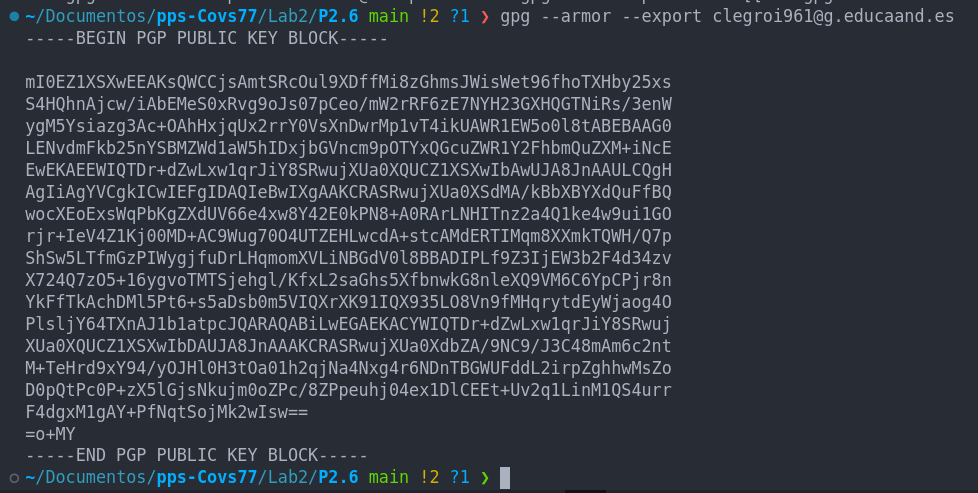 ~/Documentos/pps-Covs77/Lab2/P2.6 main !2 ?1 ❯ gpg --armor --export clegroi961@g.educaand.es
-----BEGIN PGP PUBLIC KEY BLOCK-----
mI0EZ1XSXwEEAKsQWCCjsAmtSRcOul9XDffMi8zGhmsJWisWet96fhoTXHby25xs
S4HQhnAjcw/iAbEMeS0xRvg9oJs07pCeo/mW2rRF6zE7NYH23GXHQGTNiRs/3enW
ygM5Ysiazg3Ac+OAhHxjqUx2rrY0VsXnDwrMp1vT4ikUAWR1EW5o0l8tABEBAAG0
LENvdmFkb25nYSBMZWd1aW5hIDxjbGVncm9pOTYxQGcuZWR1Y2FhbmQuZXM+iNcE
EwEKAEEWIQTDr+dZwLxw1qrJiY8SRwujXUa0XQUCZ1XSXwIbAwUJA8JnAAULCQgH
AgIiAgYVCgkICwIEFgIDAQIeBwIXgAAKCRASRwujXUa0XSdMA/kBbXBYXdQuFfBQ
wocXEoExsWqPbKgZXdUV66e4xw8Y42E0kPN8+A0RArLNHITnz2a4Q1ke4w9ui1GO
rjr+IeV4Z1Kj00MD+AC9Wug70O4UTZEHLwcdA+stcAMdERTIMqm8XXmkTQWH/Q7p
ShSw5LTfmGzPIWygjfuDrLHqmomXVLiNBGdV0l8BBADIPLf9Z3IjEW3b2F4d34zv
X724Q7zO5+16ygvoTMTSjehgl/KfxL2saGhs5XfbnwkG8nleXQ9VM6C6YpCPjr8n
YkFfTkAchDMl5Pt6+s5aDsb0m5VIQXrXK91IQX935LO8Vn9fMHqrytdEyWjaog4O
PlsljY64TXnAJ1b1atpcJQARAQABiLwEGAEKACYWIQTDr+dZwLxw1qrJiY8SRwuj
XUa0XQUCZ1XSXwIbDAUJA8JnAAAKCRASRwujXUa0XdbZA/9NC9/J3C48mAm6c2nt
M+TeHrd9xY94/yOJHl0H3tOa01h2qjNa4Nxg4r6NDnTBGWUFddL2irpZghhwMsZo
D0pQtPc0P+zX5lGjsNkujm0oZPc/8ZPpeuhj04ex1DlCEEt+Uv2q1LinM1QS4urr
F4dgxM1gAY+PfNqtSojMk2wIsw==
=o+MY
-----END PGP PUBLIC KEY BLOCK-----
~/Documentos/pps-Covs77/Lab2/P2.6 main !2 ?1 ❯